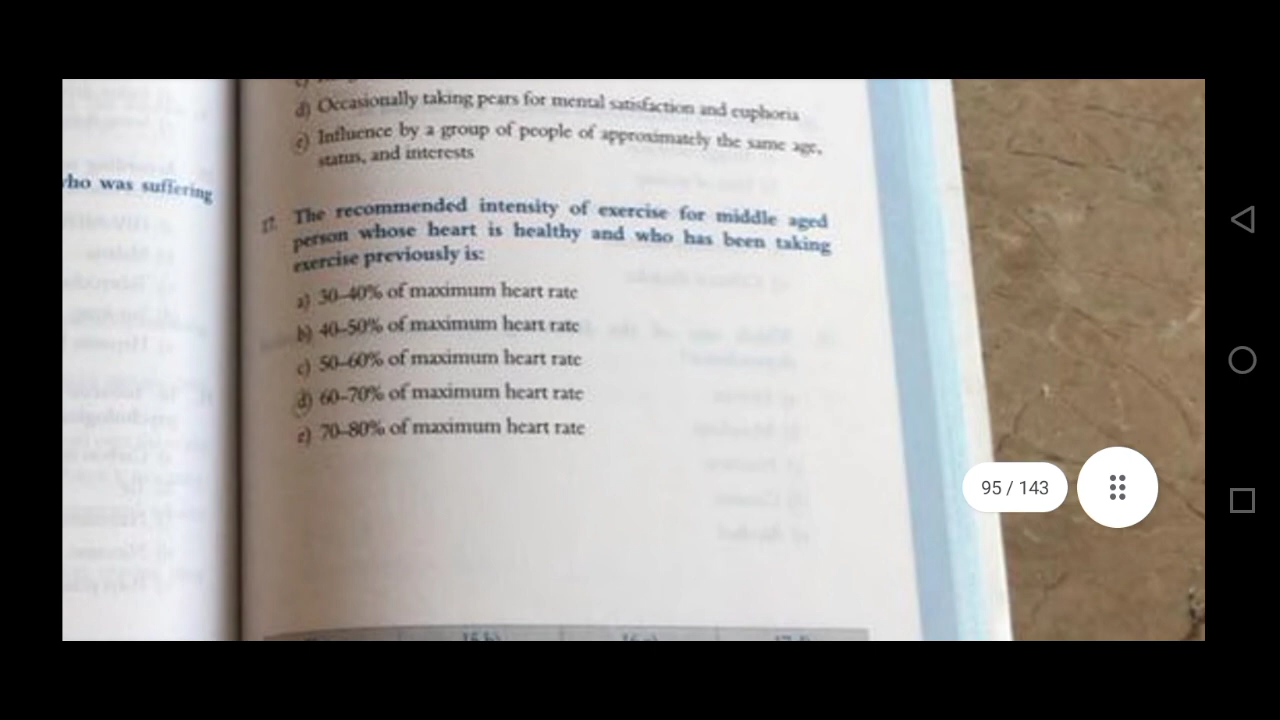 d) Occasionally taking pears for mental satisfaction and euphoria
e) Influence by a group of people of approximately the same age,
status, and interests
who was suffering
17. The recommended intensity of exercise for middle aged
person whose heart is healthy and who has been taking
exercise previously is:
a) 30–40% of maximum heart rate
b) 40–50% of maximum heart rate
c) 50–60% of maximum heart rate
d) 60–70% of maximum heart rate
e) 70–80% of maximum heart rate
95 / 143